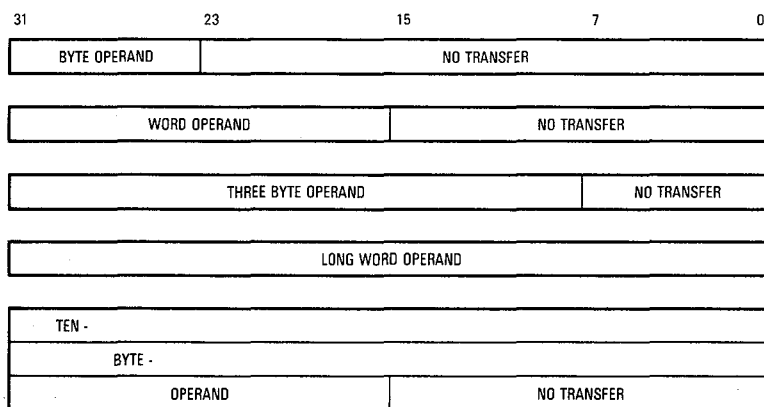 31 23 15 7 0
BYTE OPERAND NO TRANSFER
WORD OPERAND NO TRANSFER
THREE BYTE OPERAND NO TRANSFER
LONG WORD OPERAND
TEN -
BYTE -
OPERAND NO TRANSFER